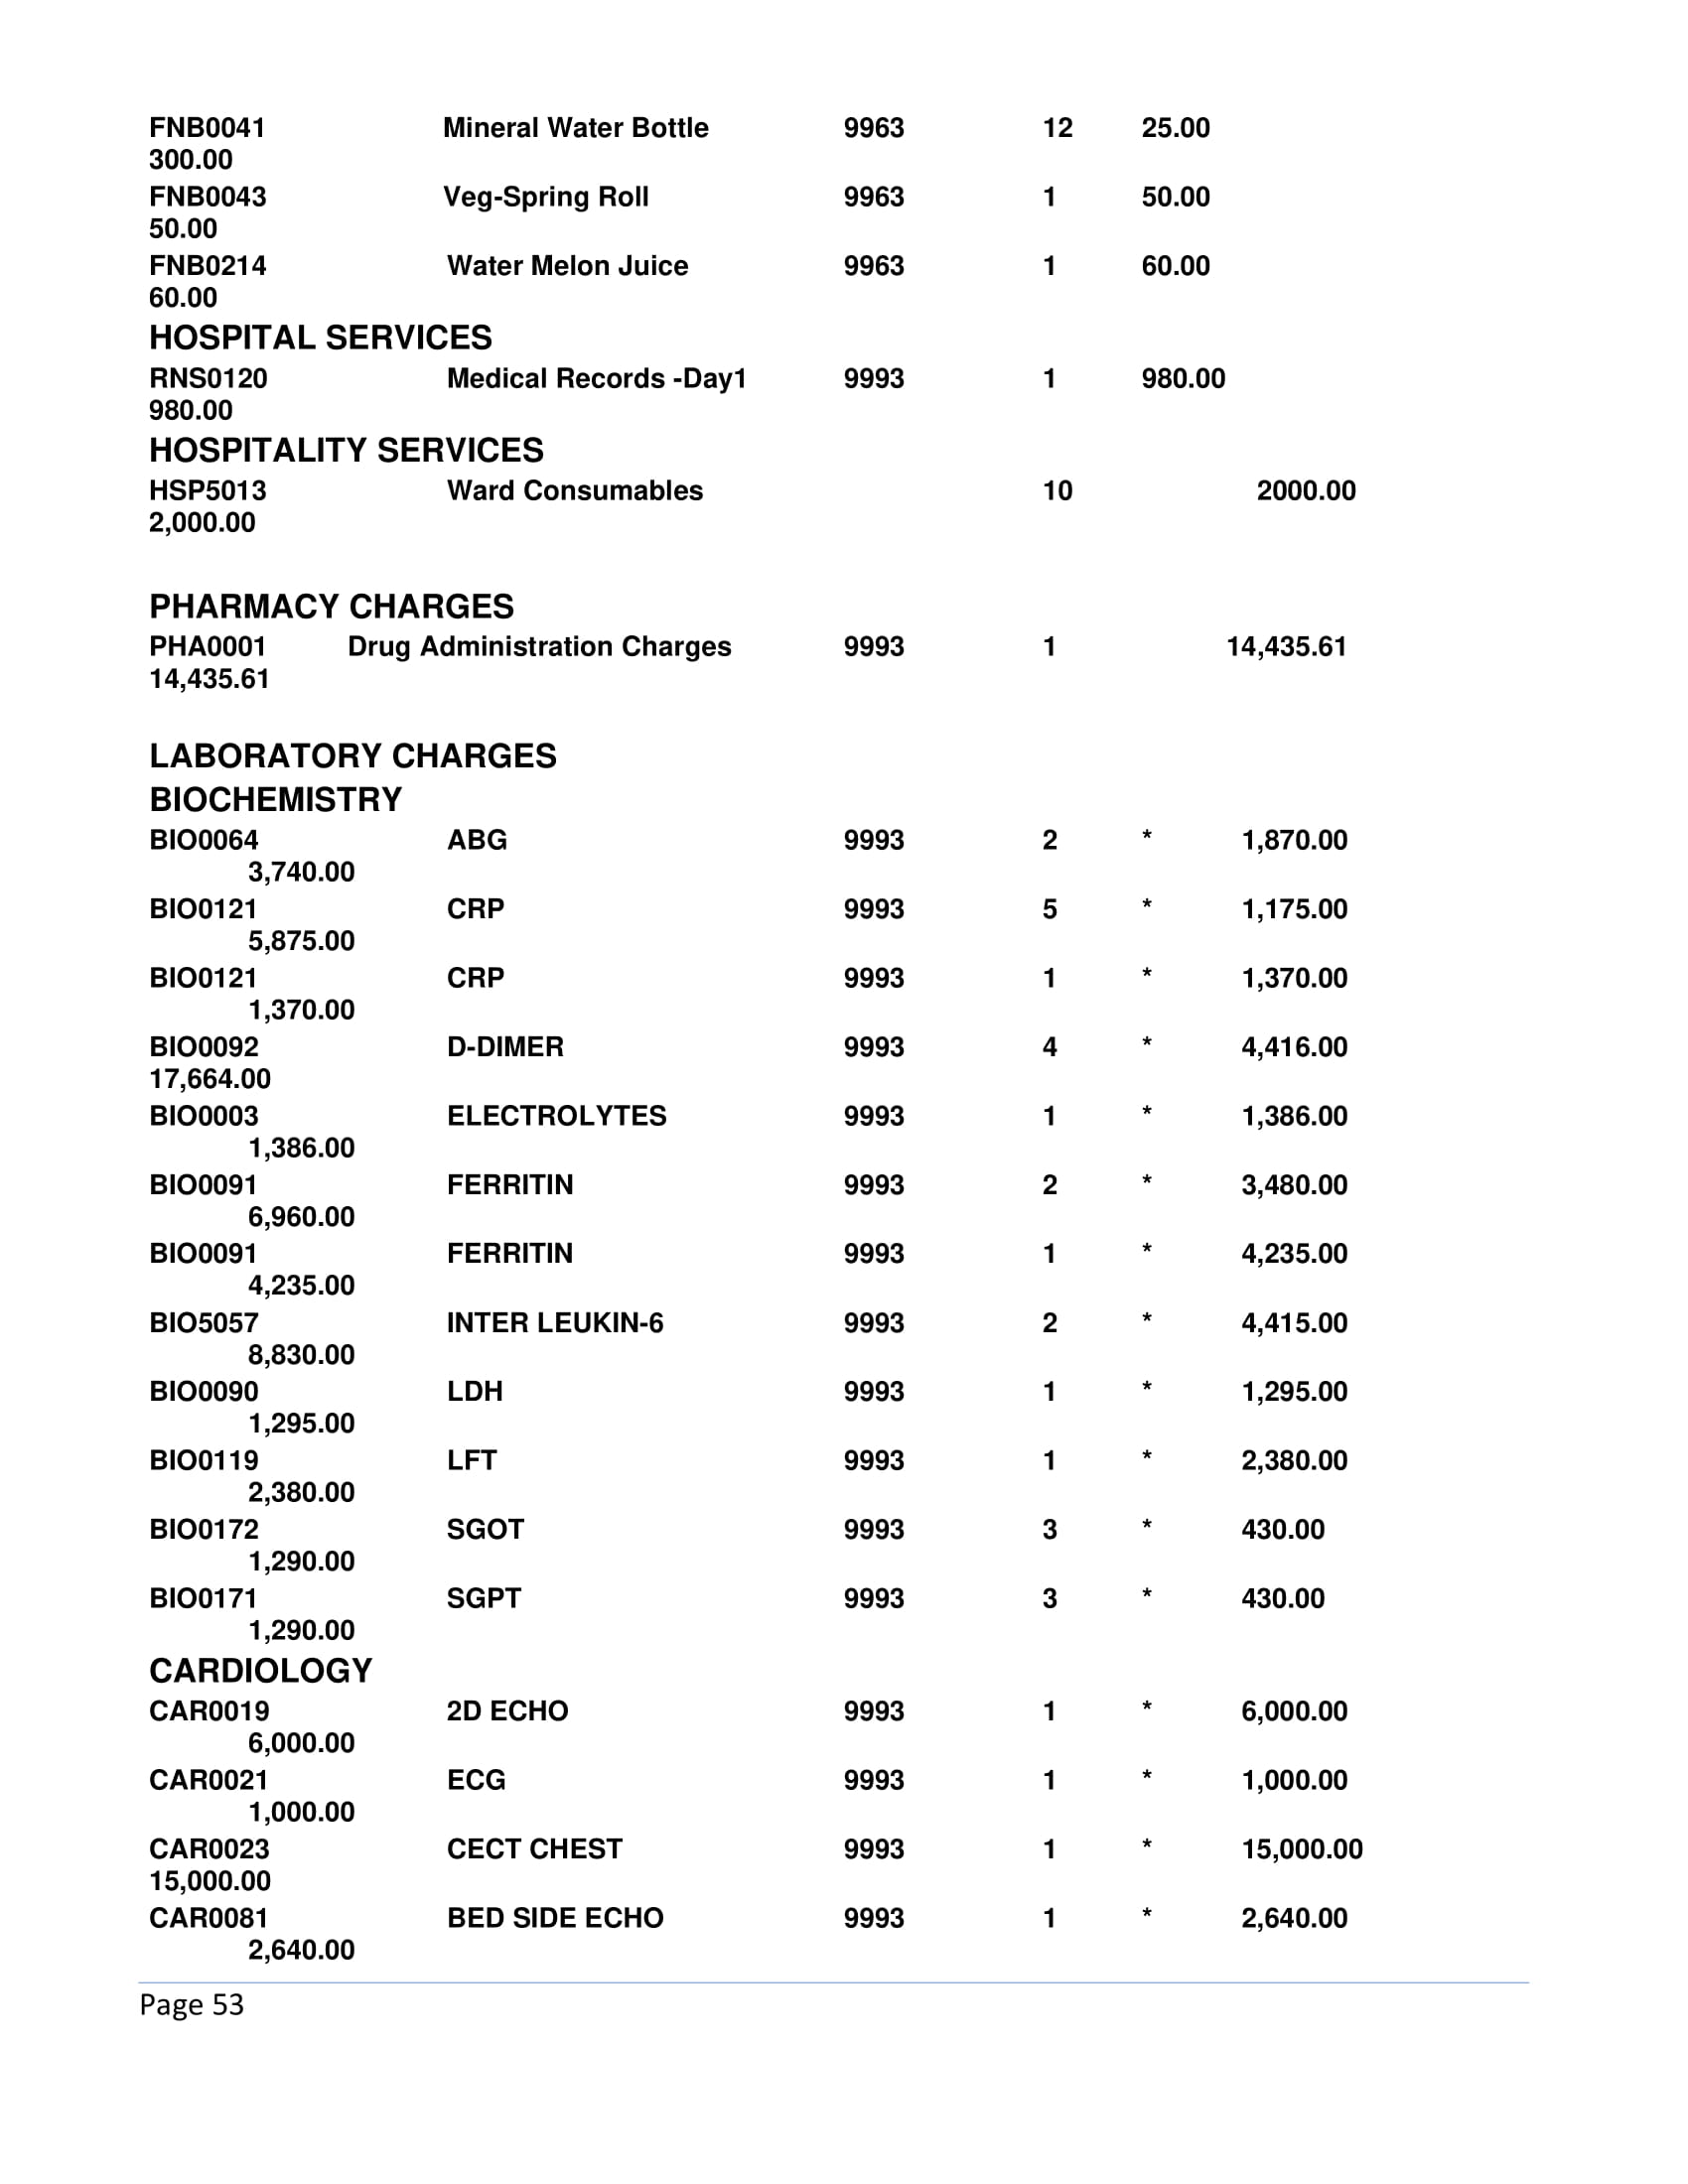 FNB0041 Mineral Water Bottle 9963 12 25.00
300.00
FNB0043 Veg-Spring Roll 9963 1 50.00
50.00
FNB0214 Water Melon Juice 9963 1 60.00
60.00
HOSPITAL SERVICES
RNS0120 Medical Records -Day1 9993 1 980.00
980.00
HOSPITALITY SERVICES
HSP5013 Ward Consumables 10 2000.00
2,000.00
PHARMACY CHARGES
PHA0001 Drug Administration Charges 9993 1 14,435.61
14,435.61
LABORATORY CHARGES
BIOCHEMISTRY
BIO0064 ABG 9993 2 * 1,870.00
3,740.00
BIO0121 CRP 9993 5 * 1,175.00
5,875.00
BIO0121 CRP 9993 1 * 1,370.00
1,370.00
BIO0092 D-DIMER 9993 4 * 4,416.00
17,664.00
BIO0003 ELECTROLYTES 9993 1 * 1,386.00
1,386.00
BIO0091 FERRITIN 9993 2 * 3,480.00
6,960.00
BIO0091 FERRITIN 9993 1 * 4,235.00
4,235.00
BIO5057 INTER LEUKIN-6 9993 2 * 4,415.00
8,830.00
BIO0090 LDH 9993 1 * 1,295.00
1,295.00
BIO0119 LFT 9993 1 * 2,380.00
2,380.00
BIO0172 SGOT 9993 3 * 430.00
1,290.00
BIO0171 SGPT 9993 3 * 430.00
1,290.00
CARDIOLOGY
CAR0019 2D ECHO 9993 1 * 6,000.00
6,000.00
CAR0021 ECG 9993 1 * 1,000.00
1,000.00
CAR0023 CECT CHEST 9993 1 * 15,000.00
15,000.00
CAR0081 BED SIDE ECHO 9993 1 * 2,640.00
2,640.00
Page 53